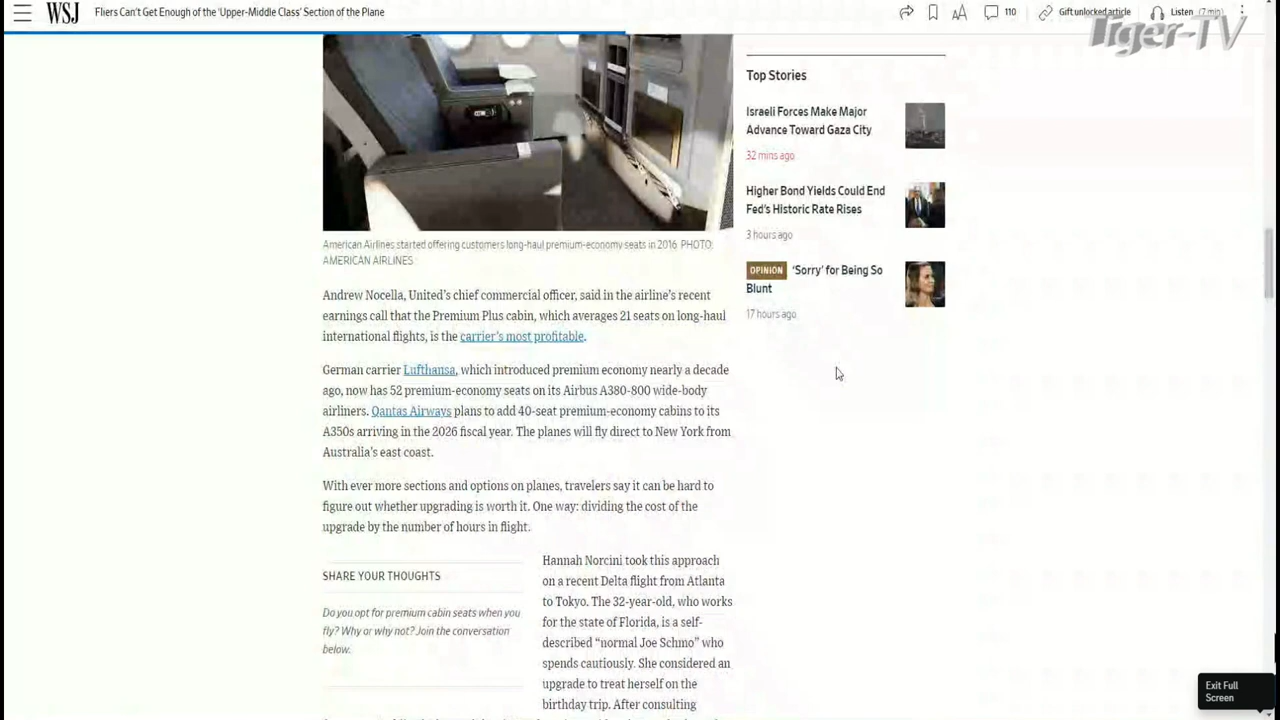 WSJ
Fliers Can't Get Enough of the 'Upper-Middle Class' Section of the Plane
110
Gift unlocked article
Listen (7 min)
Tiger-TV
American Airlines started offering customers long-haul premium-economy seats in 2016 PHOTO:
AMERICAN AIRLINES
Andrew Nocella, United's chief commercial officer, said in the airline's recent
earnings call that the Premium Plus cabin, which averages 21 seats on long-haul
international flights, is the carrier's most profitable.
German carrier Lufthansa, which introduced premium economy nearly a decade
ago, now has 52 premium-economy seats on its Airbus A380-800 wide-body
airliners. Qantas Airways plans to add 40-seat premium-economy cabins to its
A350s arriving in the 2026 fiscal year. The planes will fly direct to New York from
Australia's east coast.
With ever more sections and options on planes, travelers say it can be hard to
figure out whether upgrading is worth it. One way: dividing the cost of the
upgrade by the number of hours in flight.
SHARE YOUR THOUGHTS
Do you opt for premium cabin seats when you
fly? Why or why not? Join the conversation
below.
Hannah Norcini took this approach
on a recent Delta flight from Atlanta
to Tokyo. The 32-year-old, who works
for the state of Florida, is a self-
described "normal Joe Schmo" who
spends cautiously. She considered an
upgrade to treat herself on the
birthday trip. After consulting
Top Stories
Israeli Forces Make Major
Advance Toward Gaza City
32 mins ago
Higher Bond Yields Could End
Fed's Historic Rate Rises
3 hours ago
OPINION 'Sorry' for Being So
Blunt
17 hours ago
Exit Full
Screen